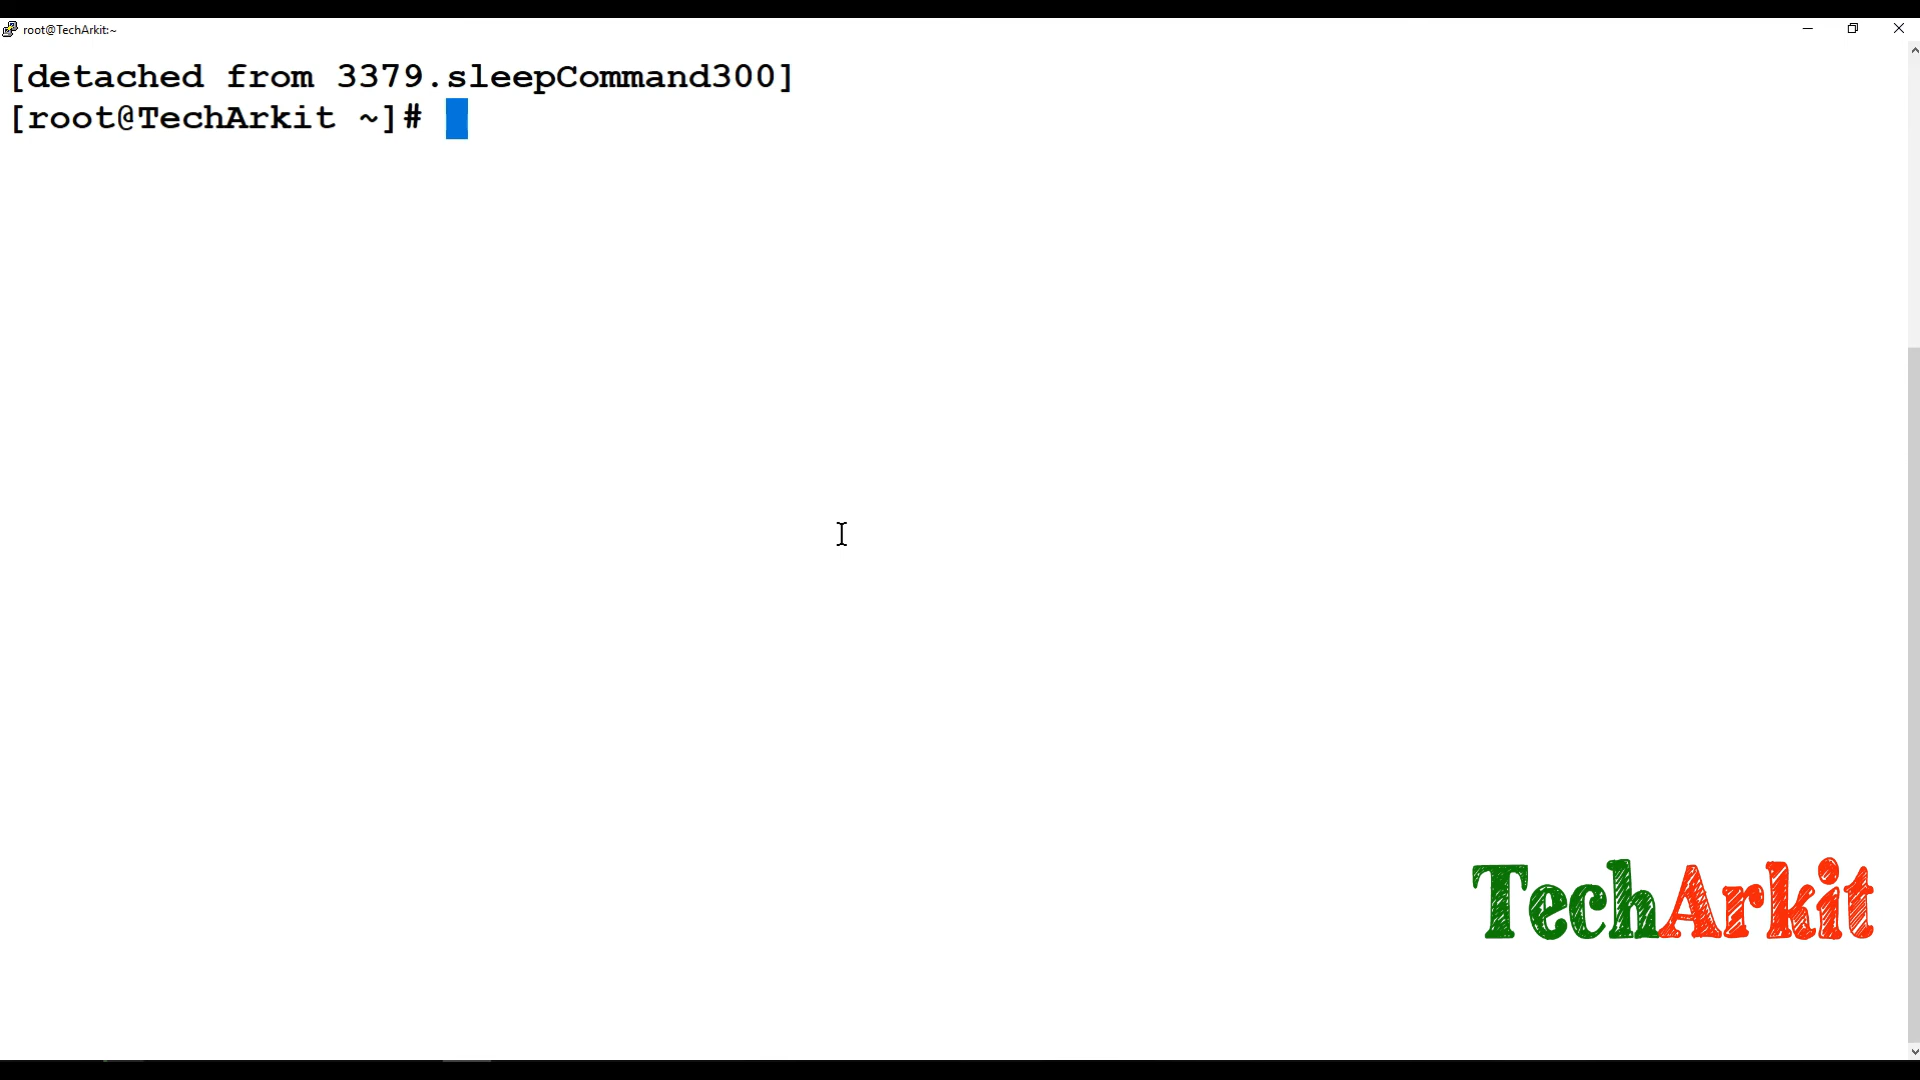 root@TechArkit:~
[detached from 3379.sleepCommand300]
[root@TechArkit ~]#
TechArkit